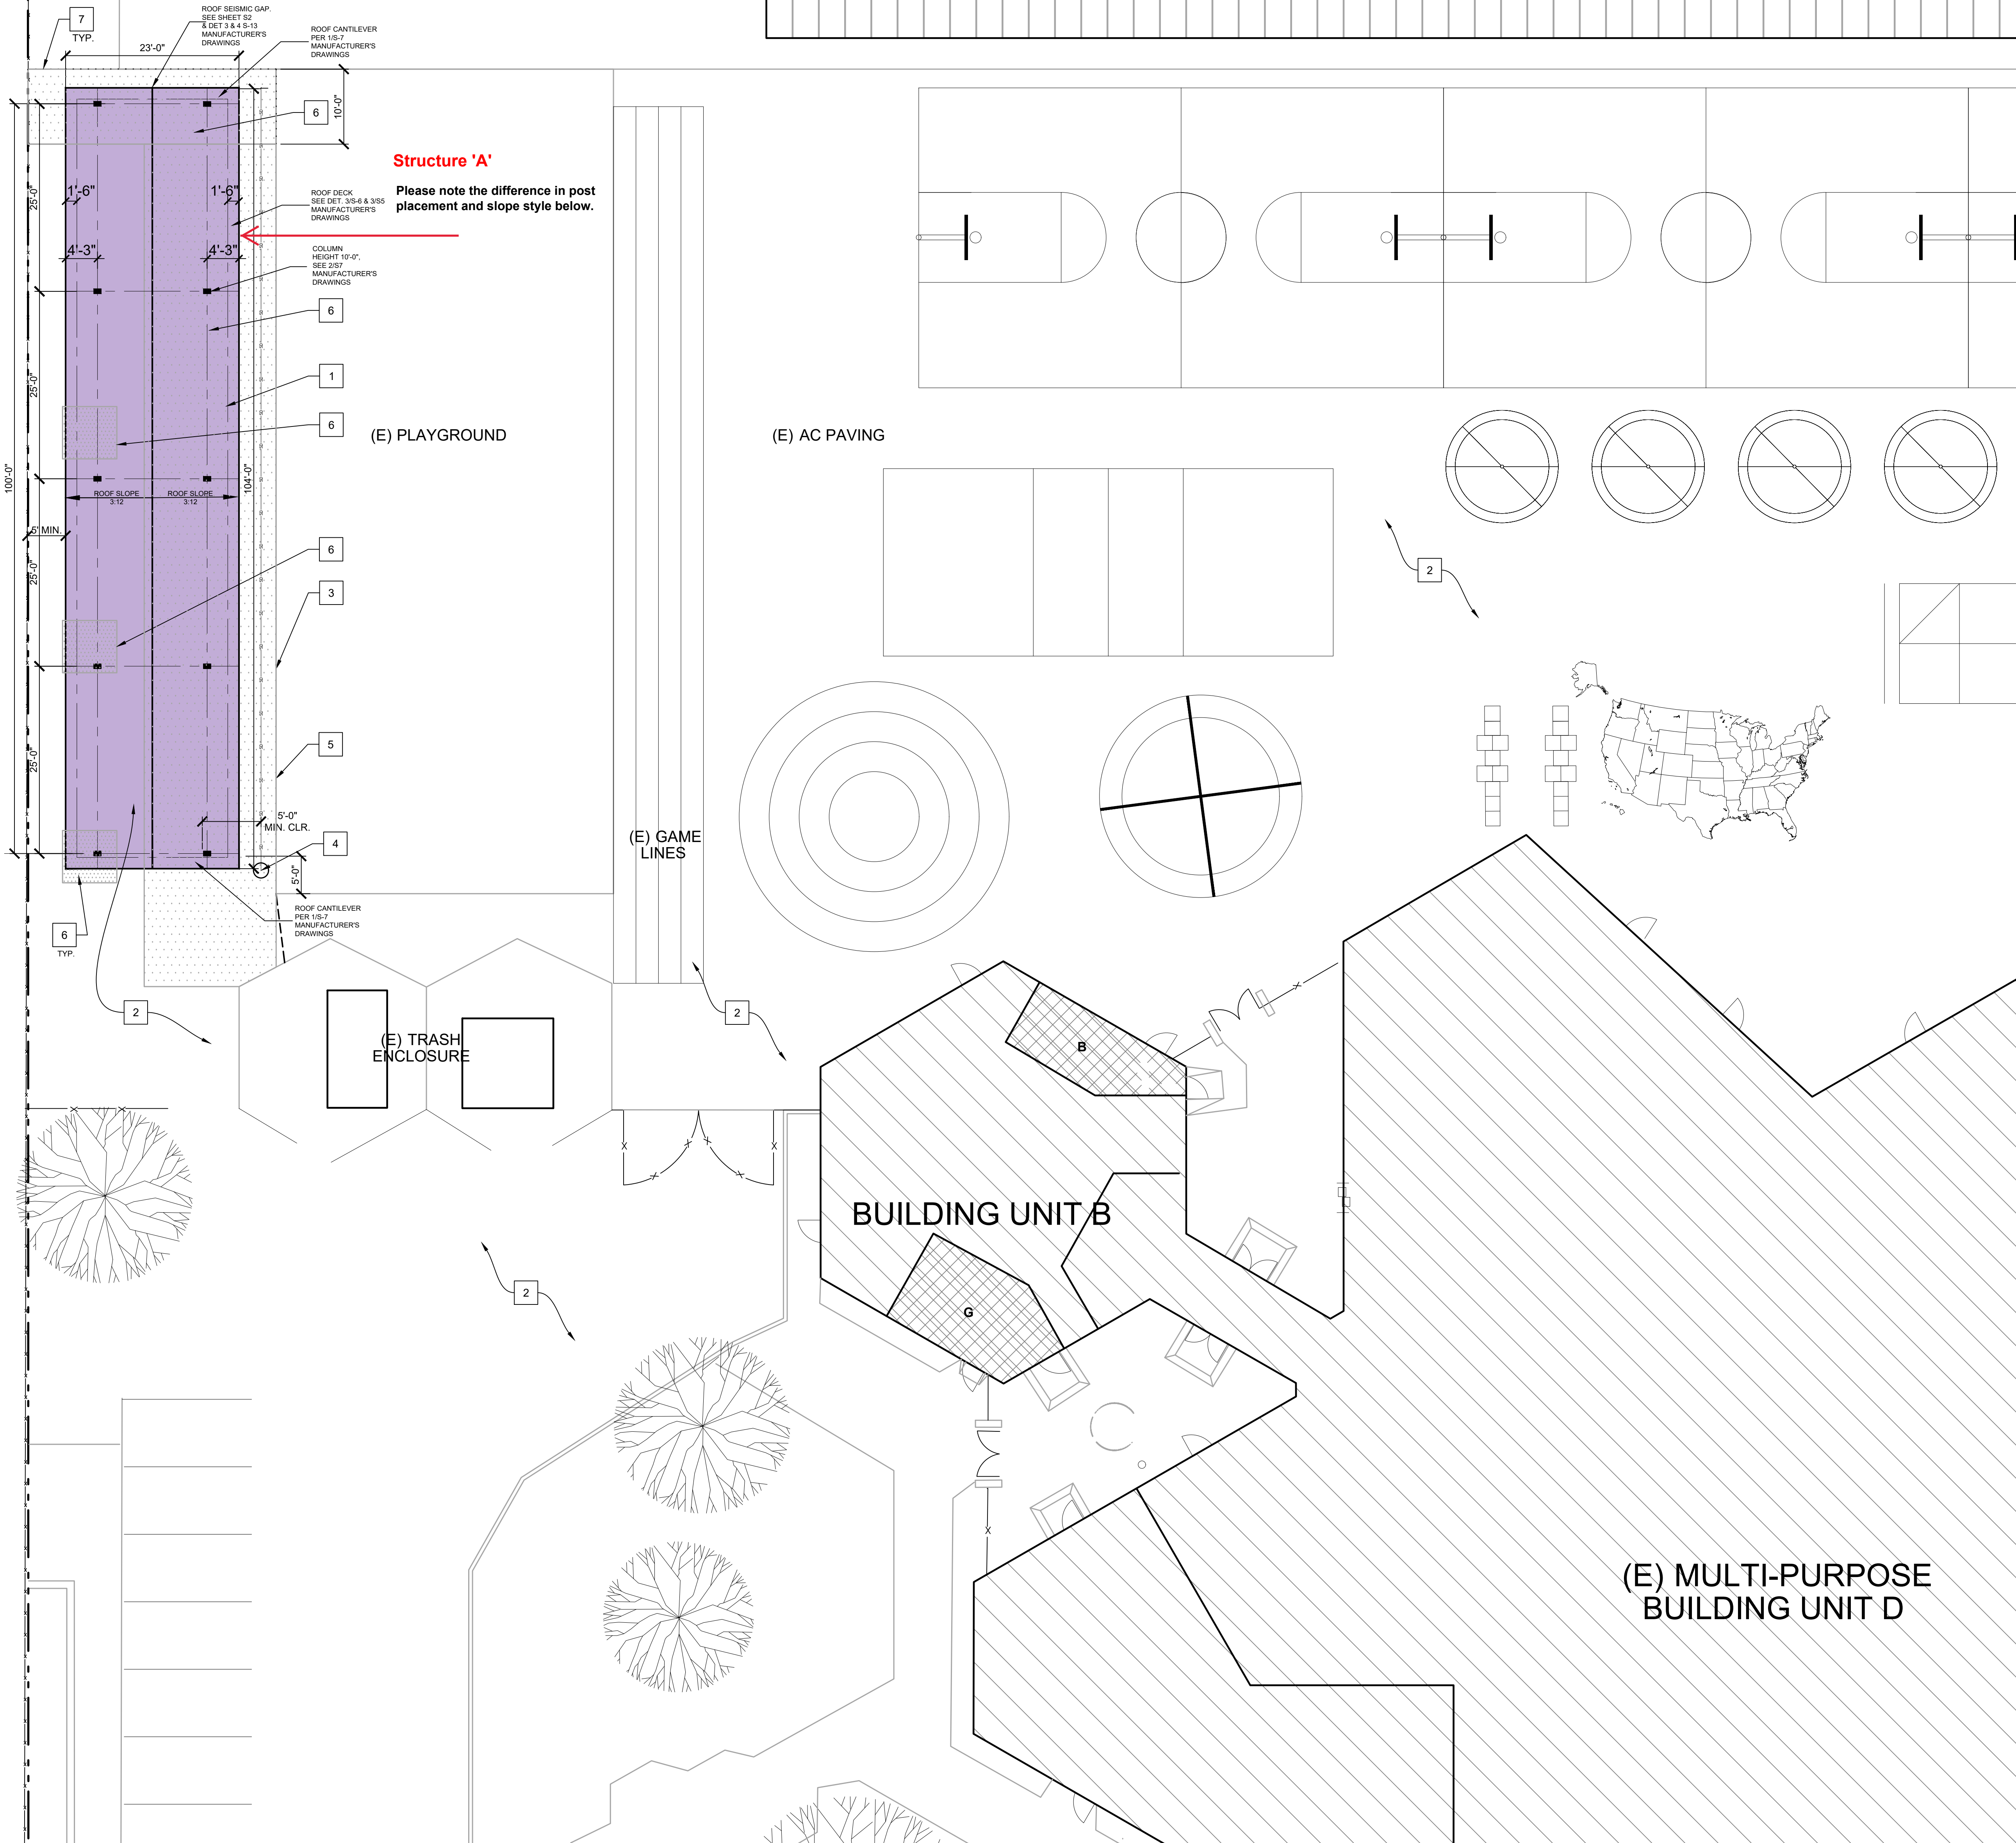 7
TYP.
23'-0"
ROOF SEISMIC GAP.
SEE SHEET S2
& DET 3 & 4 S-13
MANUFACTURER'S
DRAWINGS
ROOF CANTILEVER
PER 1/S-7
MANUFACTURER'S
DRAWINGS
6
10'-0"
Structure 'A'
Please note the difference in post
placement and slope style below.
25'-0"
1'-6"
1'-6"
ROOF DECK
SEE DET. 3/S-6 & 3/S5
MANUFACTURER'S
DRAWINGS
4'-3"
4'-3"
COLUMN
HEIGHT 10'-0",
SEE 2/S7
MANUFACTURER'S
DRAWINGS
6
1
25'-0"
6
(E) PLAYGROUND
(E) AC PAVING
100'-0"
104'-0"
ROOF SLOPE
3:12
ROOF SLOPE
3:12
5' MIN.
6
25'-0"
3
2
5
25'-0"
5'-0"
MIN. CLR.
4
5'-0"
(E) GAME
LINES
ROOF CANTILEVER
PER 1/S-7
MANUFACTURER'S
DRAWINGS
6
TYP.
2
2
(E) TRASH
ENCLOSURE
B
BUILDING UNIT B
G
2
(E) MULTI-PURPOSE
BUILDING UNIT D